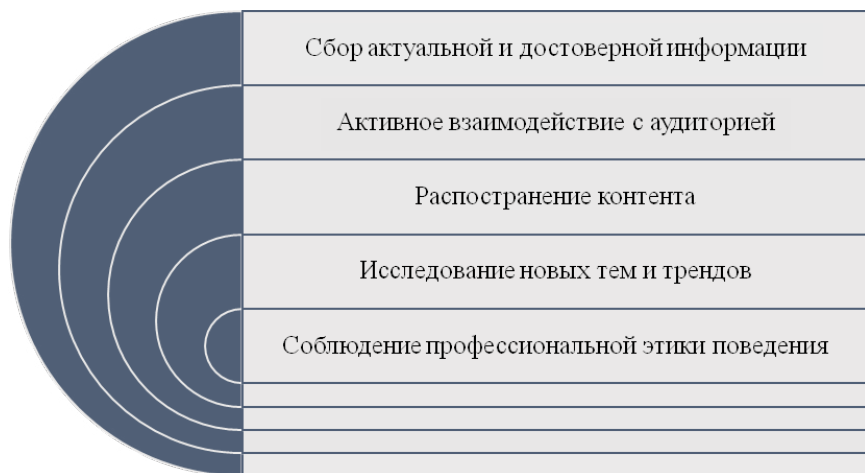 Сбор актуальной и достоверной информации
Активное взаимодействие с аудиторией
Распостранение контента
Исследование новых тем и трендов
Соблюдение профессиональной этики поведения